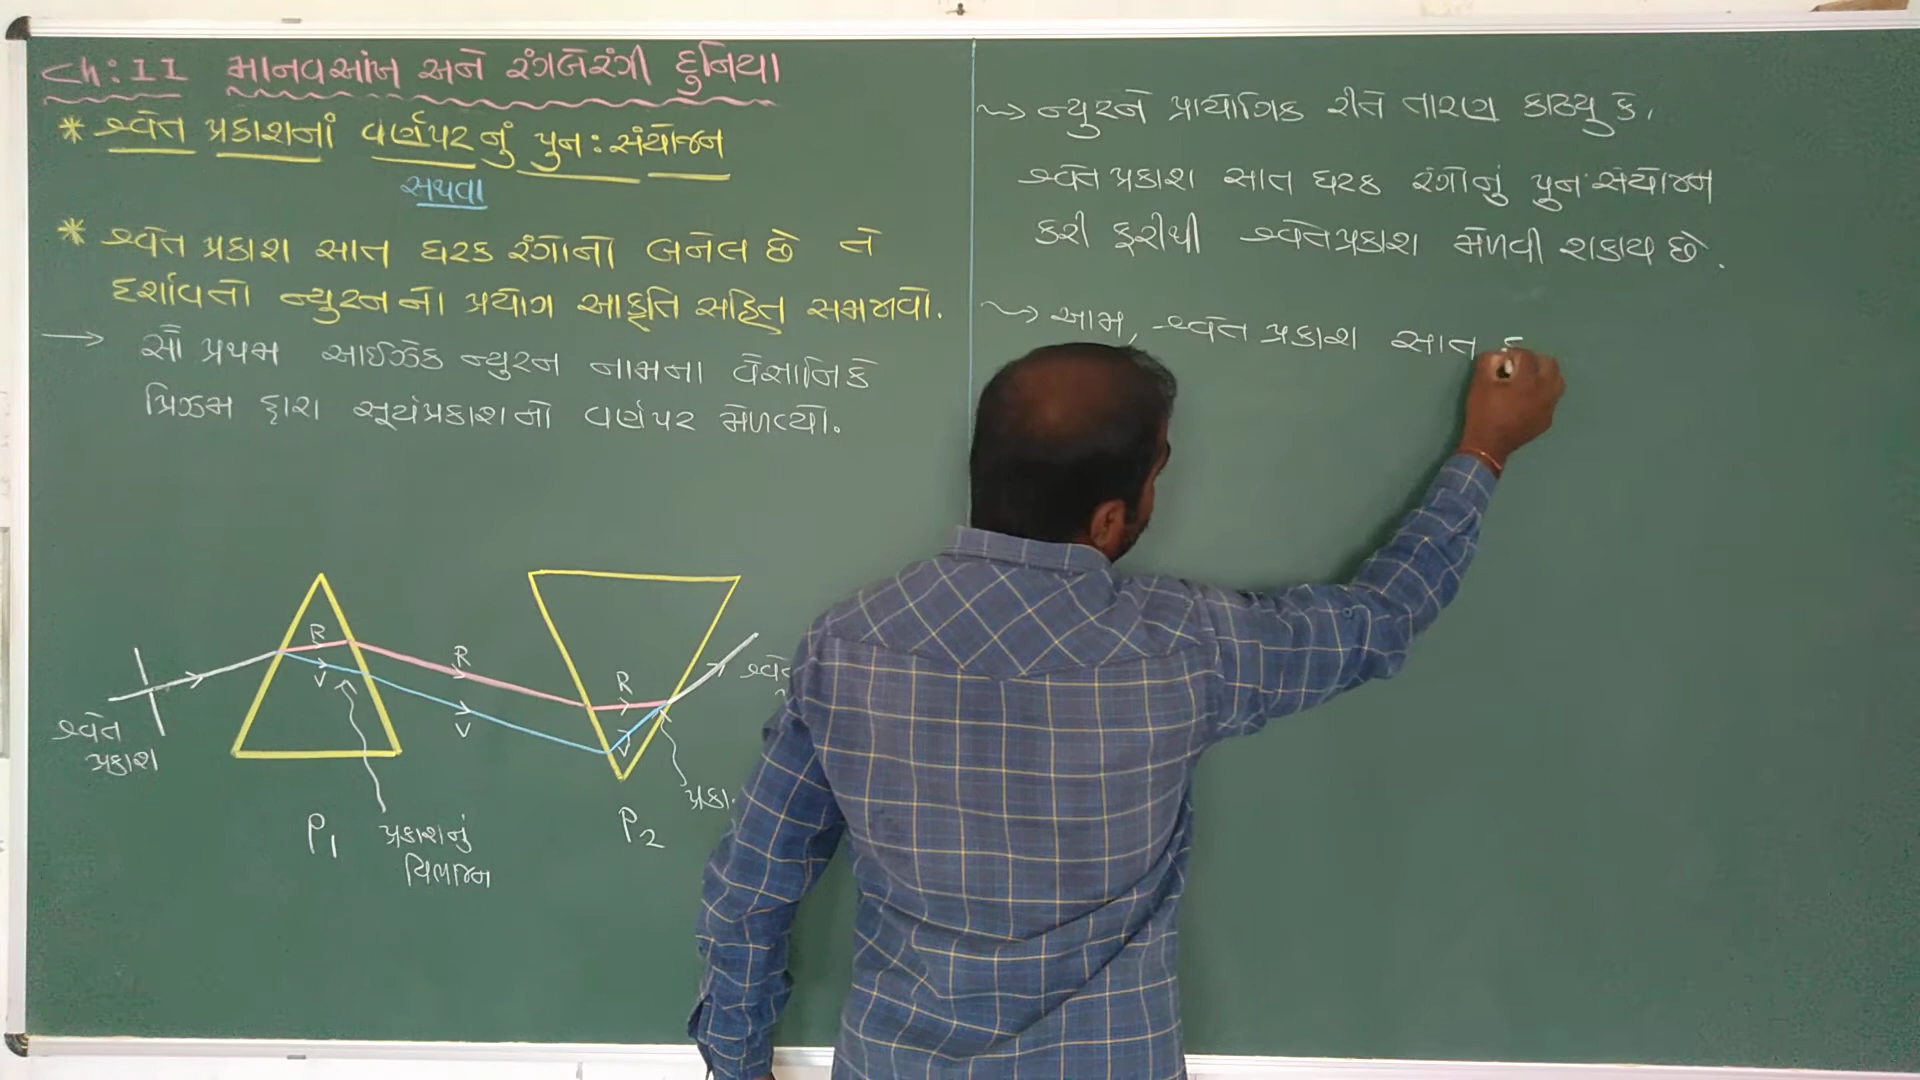 Ch: 11 માનવઆંખ અને રંગબેરંગી દુનિયા
* શ્વેત પ્રકાશનાં વર્ણપટનું પુન: સંયોજન
અથવા
* શ્વેત પ્રકાશ સાત ઘટક રંગોનો બનેલ છે તે
દર્શાવતો ન્યુટનનો પ્રયોગ આકૃતિ સહિત સમજાવો.
→ સૌ પ્રથમ આઈઝેક ન્યુટન નામના વૈજ્ઞાનિકે
પ્રિઝમ દ્વારા સૂર્યપ્રકાશનો વર્ણપટ મેળવ્યો.
R
V
R
V
R
V
શ્વેત
પ્રકાશ
P1
પ્રકાશનું
વિભાજન
P2
ન્યુટને પ્રાયોગિક રીતે તારણ કાઢ્યુ કે,
શ્વેત પ્રકાશ સાત ઘટક રંગોનું પુન: સંયોજન
કરી ફરીથી શ્વેતપ્રકાશ મેળવી શકાય છે.
આમ, શ્વેત પ્રકાશ સાત